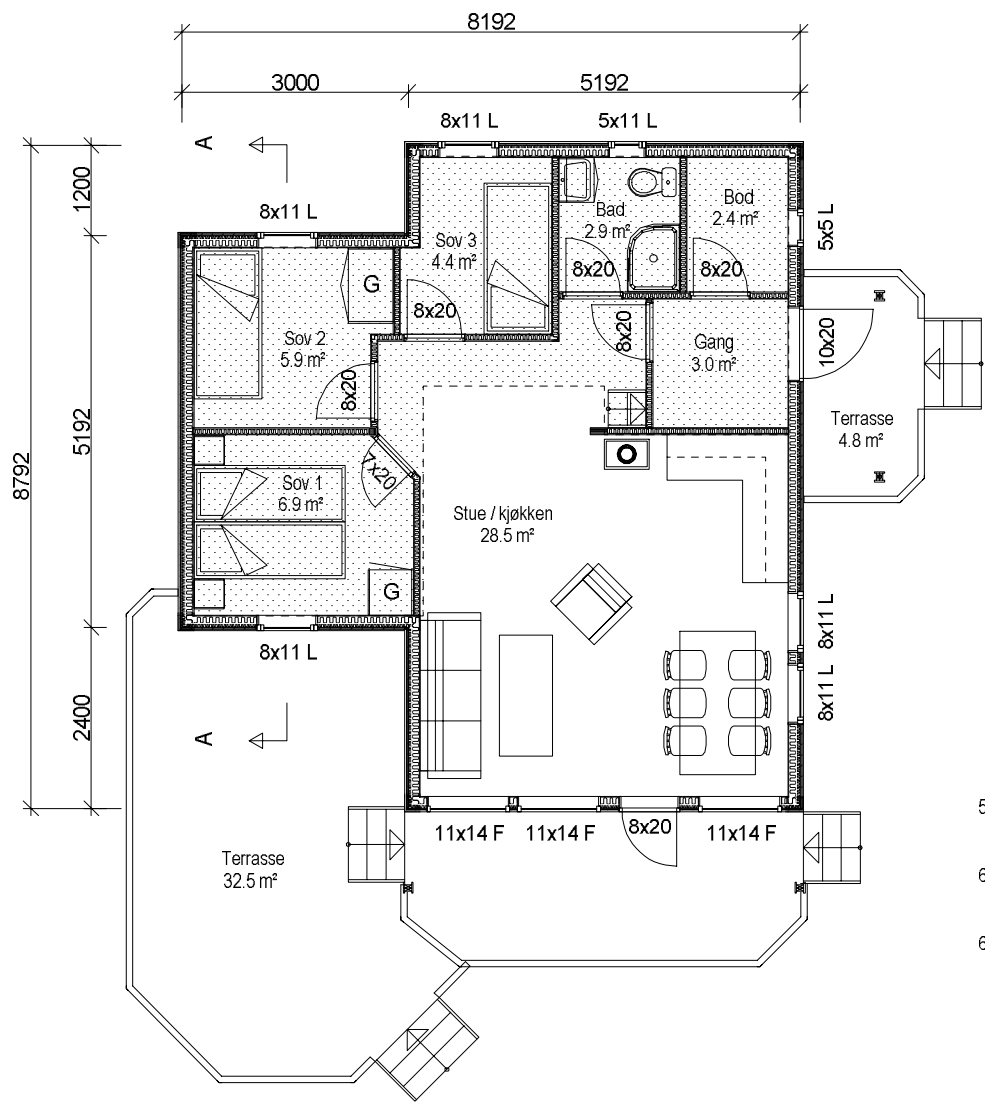 8192
3000
5192
8x11 L
5x11 L
A
1200
8x11 L
Bod
2.4 m²
Bad
2.9 m²
5x5 L
Sov 3
4.4 m²
8x20
8x20
G
8x20
8x20
10x20
Gang
3.0 m²
Sov 2
5.9 m²
8x20
Terrasse
4.8 m²
5192
8792
7x20
Sov 1
6.9 m²
Stue / kjøkken
28.5 m²
G
8x11 L
8x11 L
8x11 L
2400
A
11x14 F
11x14 F
8x20
11x14 F
5
Terrasse
32.5 m²
6
6